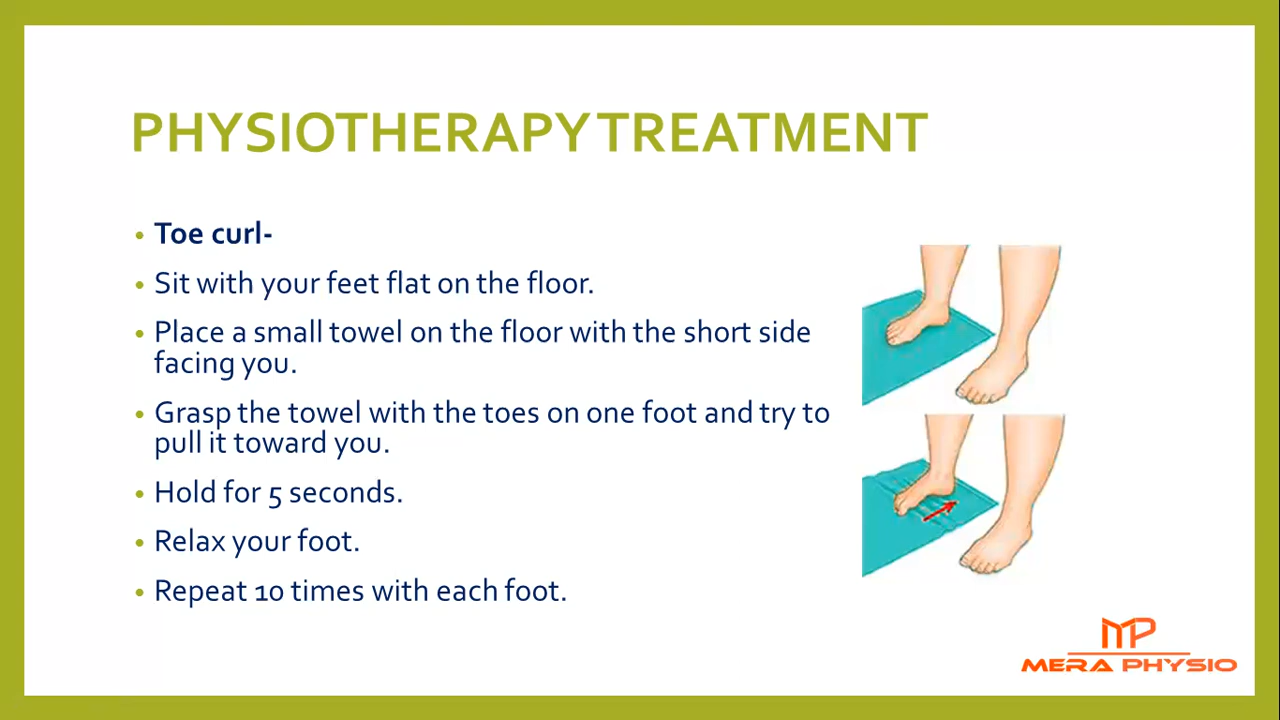 PHYSIOTHERAPY TREATMENT
• Toe curl-
• Sit with your feet flat on the floor.
• Place a small towel on the floor with the short side
facing you.
• Grasp the towel with the toes on one foot and try to
pull it toward you.
• Hold for 5 seconds.
• Relax your foot.
• Repeat 10 times with each foot.
MP
MERA PHYSIO